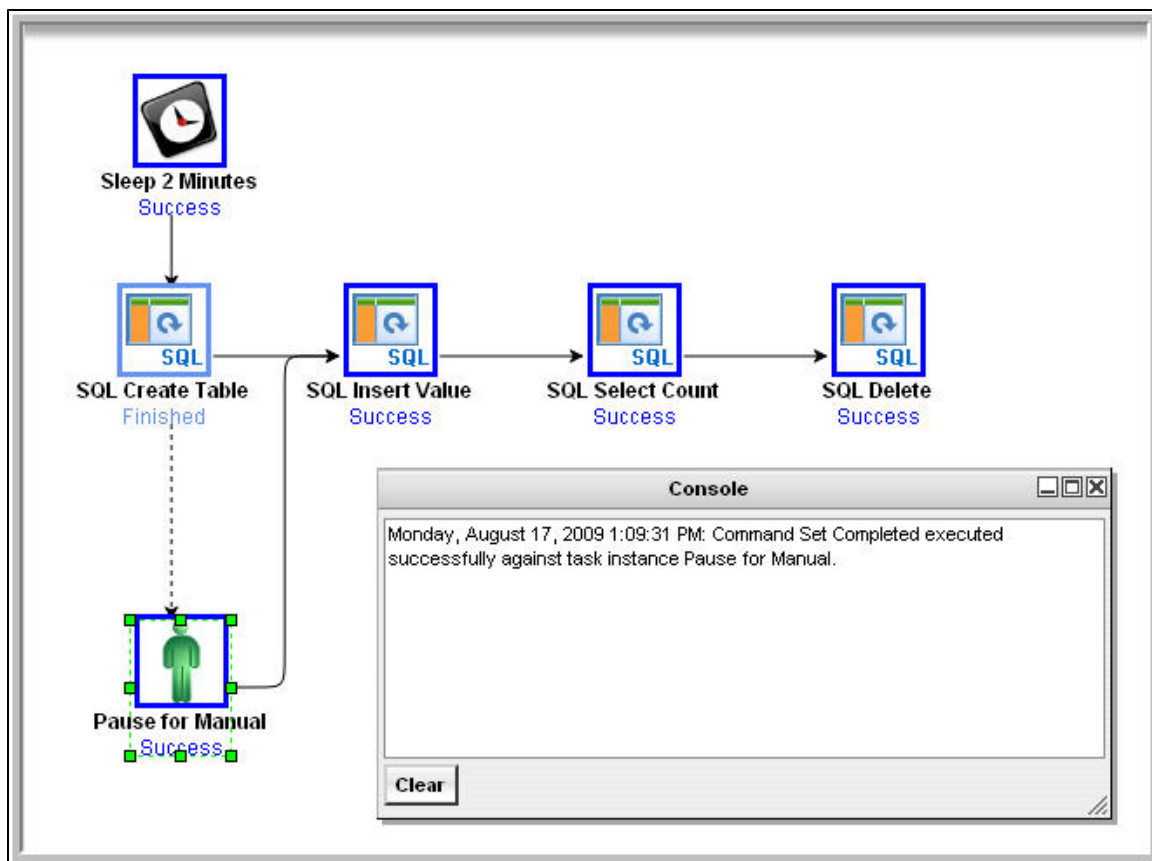 Sleep 2 Minutes
Success
SQL
SQL
SQL
SQL
SQL Create Table
SQL Insert Value
SQL Select Count
SQL Delete
Finished
Success
Success
Success
Console
Monday, August 17, 2009 1:09:31 PM: Command Set Completed executed
successfully against task instance Pause for Manual.
Pause for Manual
Success
Clear